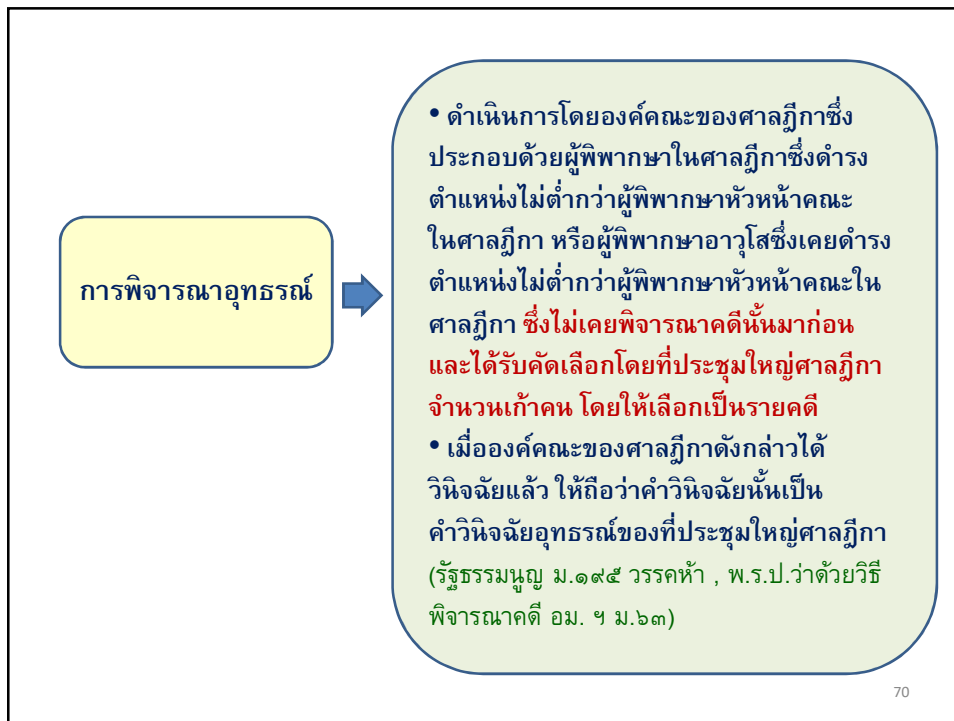 การพิจารณาอุทธรณ์
• ดำเนินการโดยองค์คณะของศาลฎีกาซึ่ง
ประกอบด้วยผู้พิพากษาในศาลฎีกาซึ่งดำรง
ตำแหน่งไม่ต่ำกว่าผู้พิพากษาหัวหน้าคณะ
ในศาลฎีกา หรือผู้พิพากษาอาวุโสซึ่งเคยดำรง
ตำแหน่งไม่ต่ำกว่าผู้พิพากษาหัวหน้าคณะใน
ศาลฎีกา ซึ่งไม่เคยพิจารณาคดีนั้นมาก่อน
และได้รับคัดเลือกโดยที่ประชุมใหญ่ศาลฎีกา
จำนวนเก้าคน โดยให้เลือกเป็นรายคดี
• เมื่อองค์คณะของศาลฎีกาดังกล่าวได้
วินิจฉัยแล้ว ให้ถือว่าคำวินิจฉัยนั้นเป็น
คำวินิจฉัยอุทธรณ์ของที่ประชุมใหญ่ศาลฎีกา
(รัฐธรรมนูญ ม.๑๙๕ วรรคห้า , พ.ร.ป.ว่าด้วยวิธี
พิจารณาคดี อม. ฯ ม.๖๓)
70